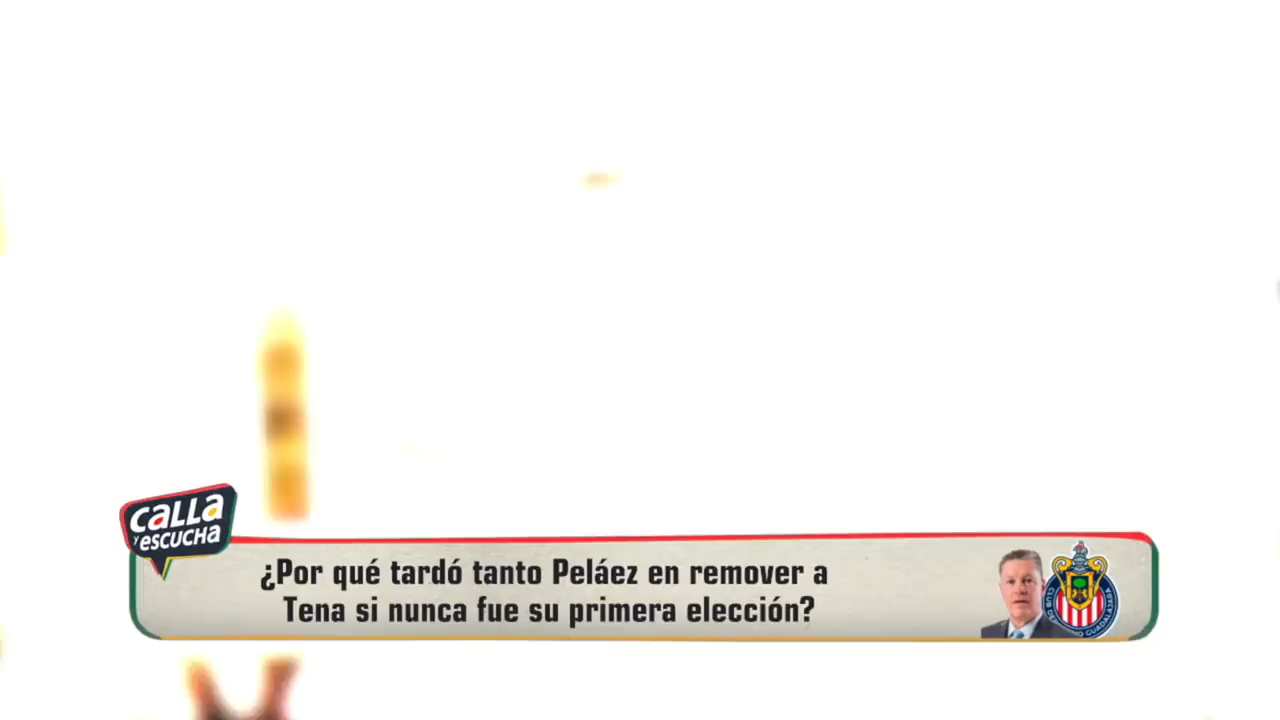 CALLA
Y ESCUCHA
¿Por qué tardó tanto Peláez en remover a
Tena si nunca fue su primera elección?